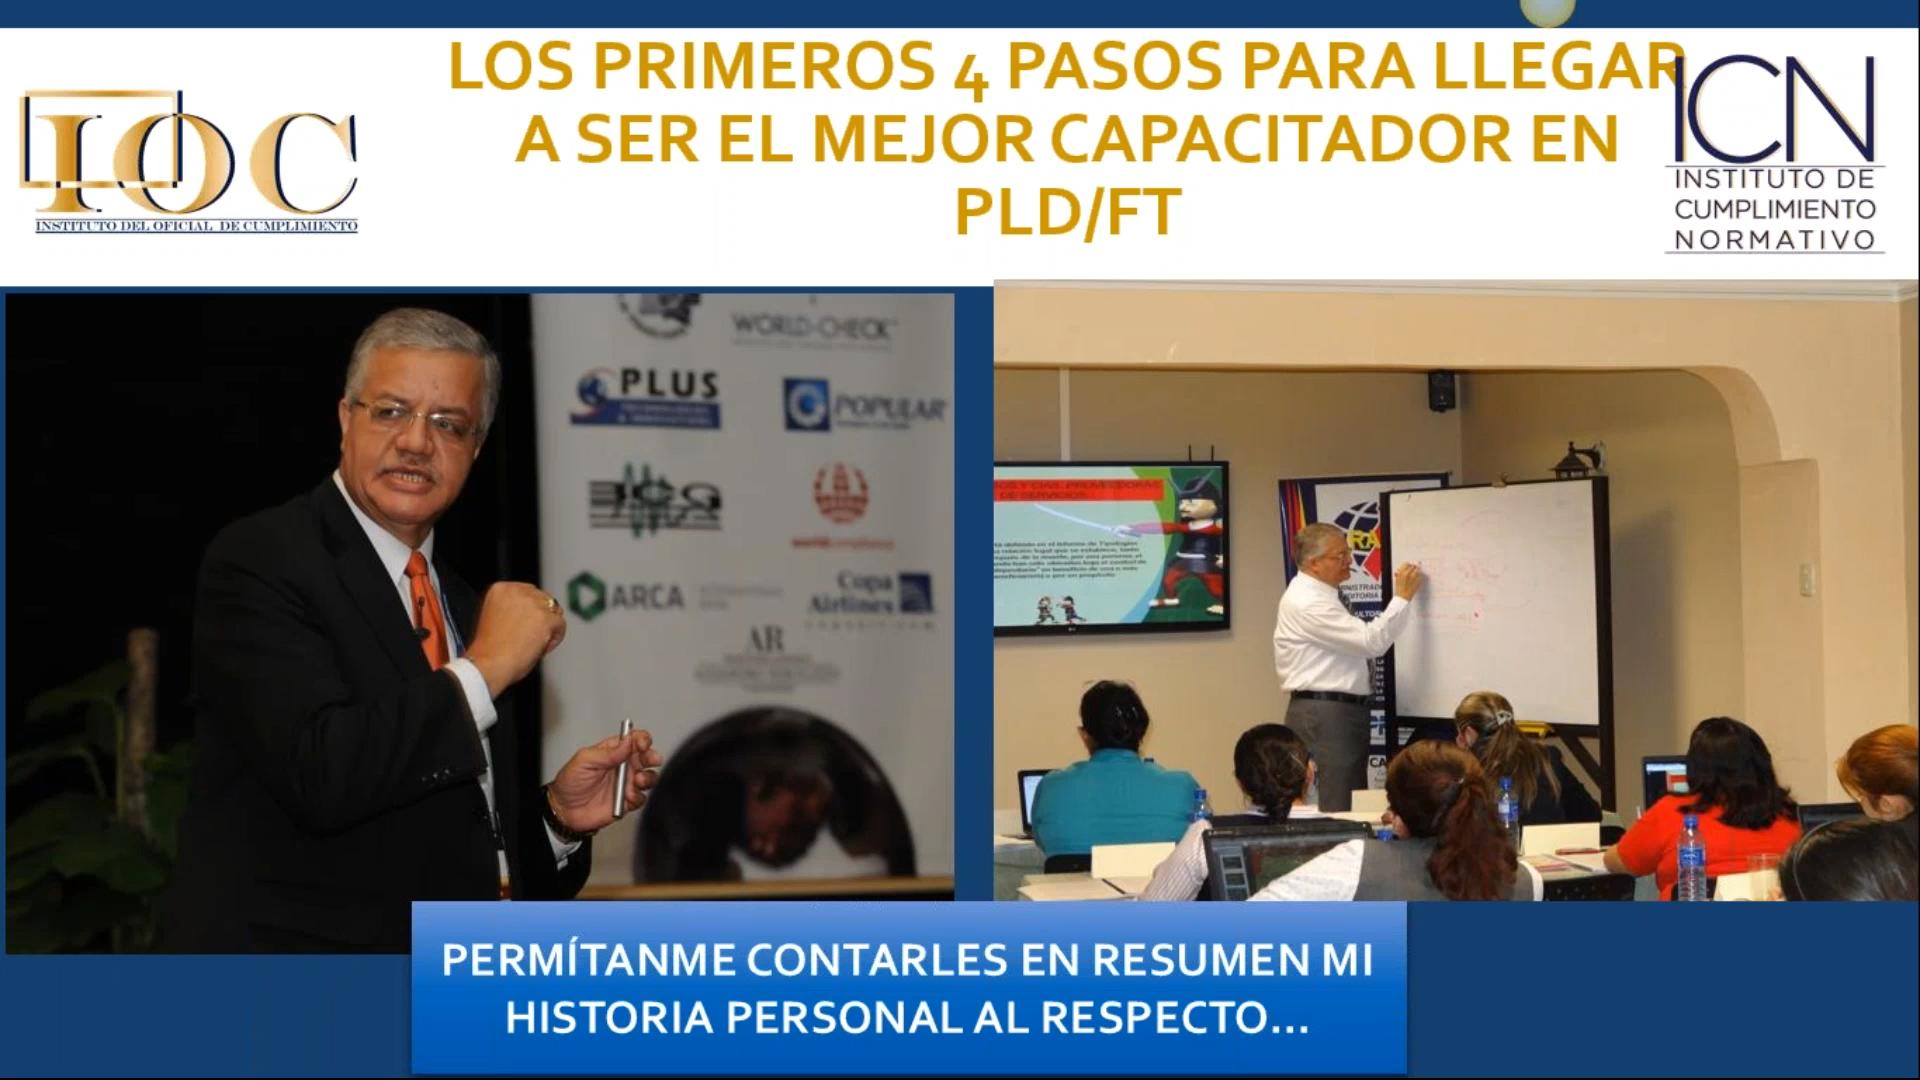 LOS PRIMEROS 4 PASOS PARA LLEGAR
A SER EL MEJOR CAPACITADOR EN
PLD/FT
IOC
INSTITUTO DEL OFICIAL DE CUMPLIMIENTO
ICN
INSTITUTO DE
CUMPLIMIENTO
NORMATIVO
WORLD-CHECK
PLUS
POPULAR
ARCA
Copa
Airlines
AR
RA
PERMÍTANME CONTARLES EN RESUMEN MI
HISTORIA PERSONAL AL RESPECTO...